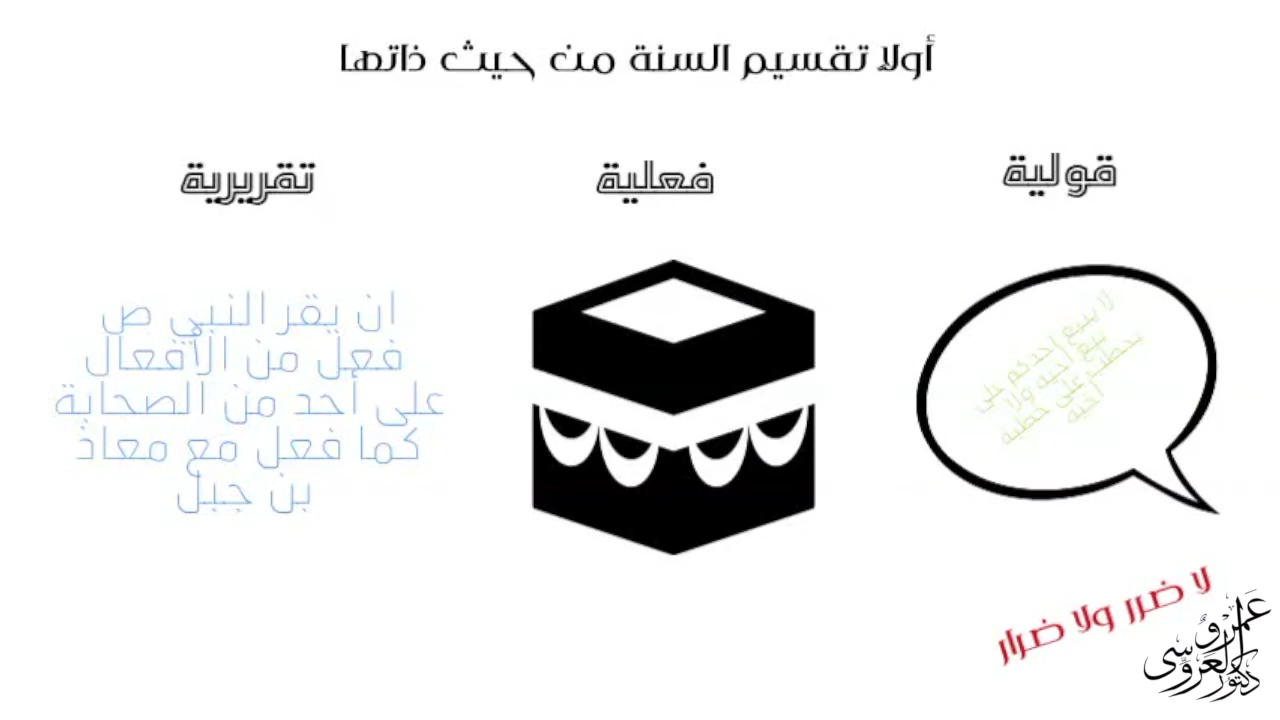 أولا تقسيم السنة من حيث ذاتها
قولية
فعلية
تقريرية
لا يبيع احدكم على
بيع أخيه ولا
يخطب على خطبه
أخيه
لا ضرر ولا ضرار
ان يقر النبي ص
فعل من الأفعال
على أحد من الصحابة
كما فعل مع معاذ
بن جبل
دكتور
عمرو
العروسي